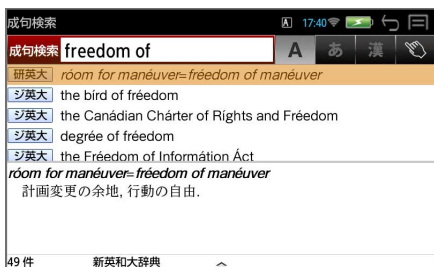 成句検索 A 17:40
成句検索 freedom of A あ 漢
研英大 róom for manéuver=fréedom of manéuver
ジ英大 the bírd of fréedom
ジ英大 the Canádian Chárter of Ríghts and Fréedom
ジ英大 degrée of fréedom
ジ英大 the Fréedom of Informátion Áct
róom for manéuver=fréedom of manéuver
計画変更の余地, 行動の自由.
49 件 新英和大辞典